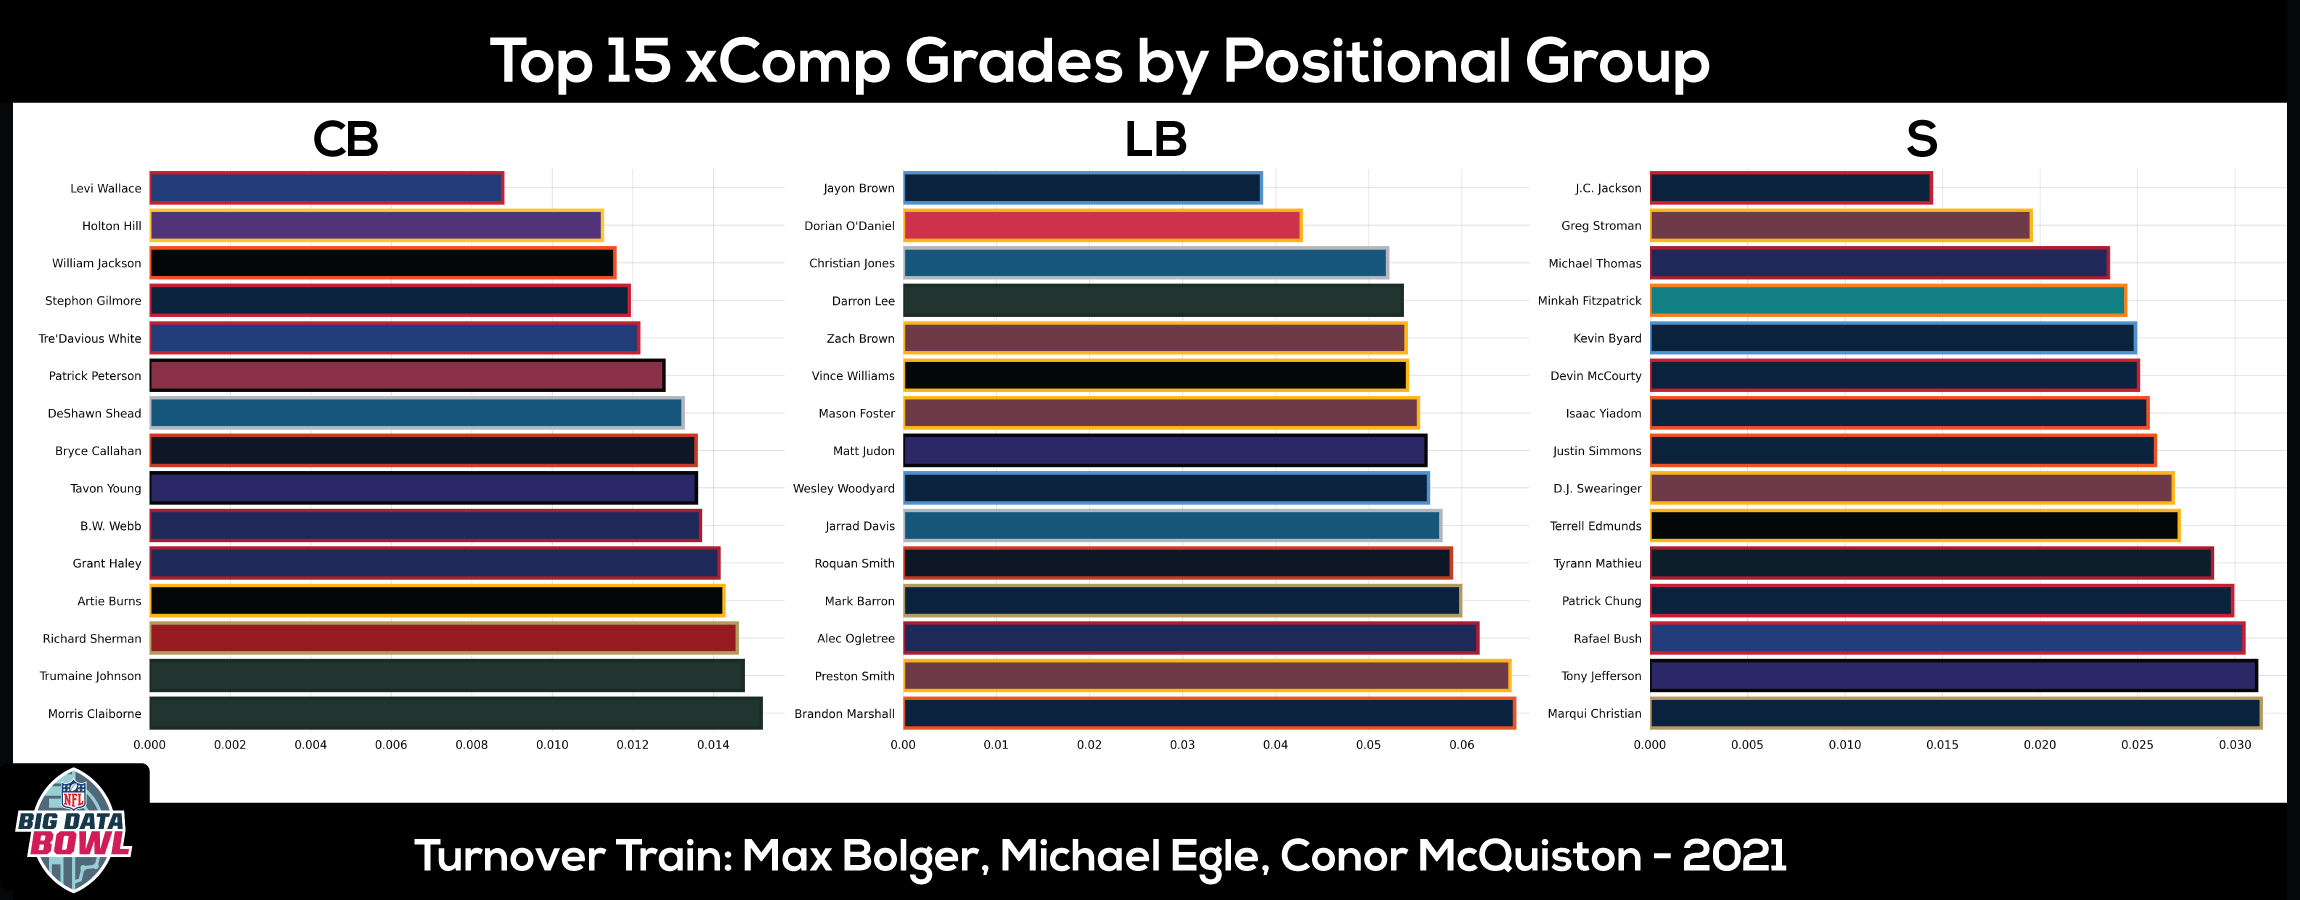 Top 15 xComp Grades by Positional Group
CB
Levi Wallace
Holton Hill
William Jackson
Stephon Gilmore
Tre'Davious White
Patrick Peterson
DeShawn Shead
Bryce Callahan
Tavon Young
B.W. Webb
Grant Haley
Artie Burns
Richard Sherman
Trumaine Johnson
Morris Claiborne
0.000 0.002 0.004 0.006 0.008 0.010 0.012 0.014
LB
Jayon Brown
Dorian O'Daniel
Christian Jones
Darron Lee
Zach Brown
Vince Williams
Mason Foster
Matt Judon
Wesley Woodyard
Jarrad Davis
Roquan Smith
Mark Barron
Alec Ogletree
Preston Smith
Brandon Marshall
0.00 0.01 0.02 0.03 0.04 0.05 0.06
S
J.C. Jackson
Greg Stroman
Michael Thomas
Minkah Fitzpatrick
Kevin Byard
Devin McCourty
Isaac Yiadom
Justin Simmons
D.J. Swearinger
Terrell Edmunds
Tyrann Mathieu
Patrick Chung
Rafael Bush
Tony Jefferson
Marqui Christian
0.000 0.005 0.010 0.015 0.020 0.025 0.030
NFL
BIG DATA
BOWL
Turnover Train: Max Bolger, Michael Egle, Conor McQuiston - 2021